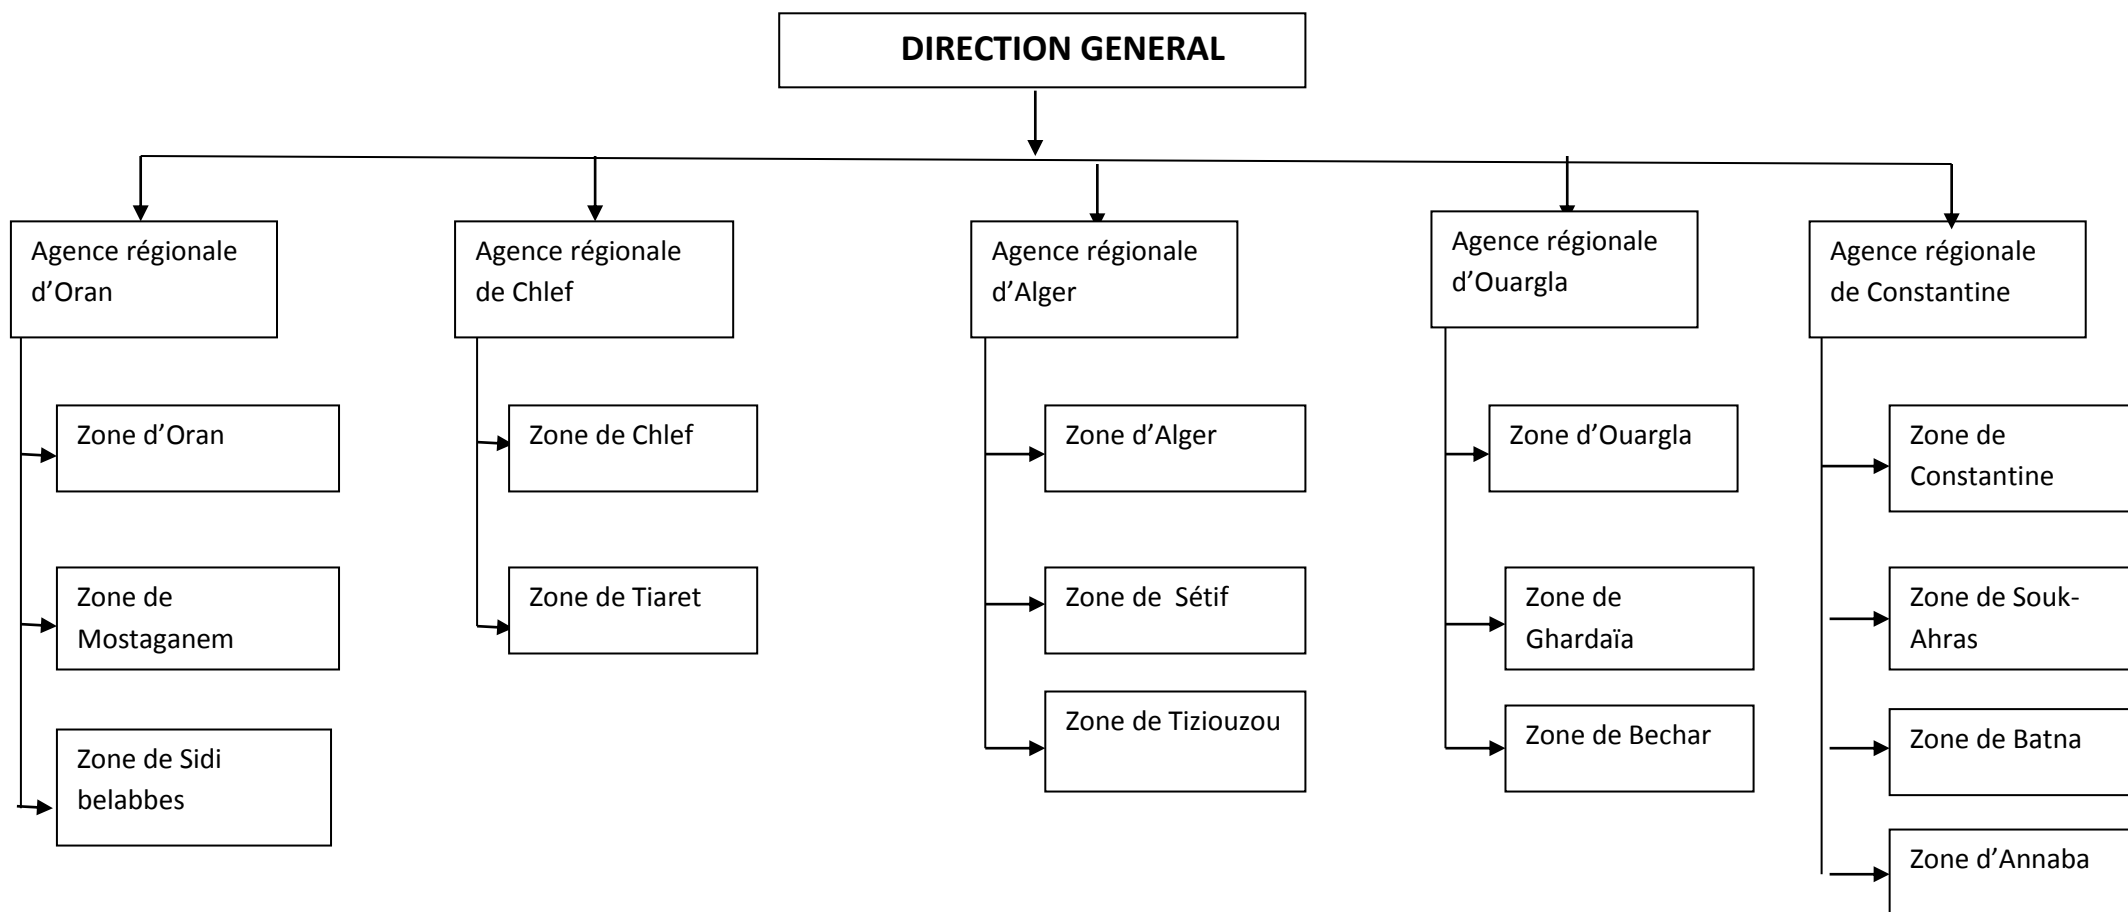 DIRECTION GENERAL
Agence régionale
d’Oran
Agence régionale
de Chlef
Agence régionale
d’Alger
Agence régionale
d’Ouargla
Agence régionale
de Constantine
Zone d’Oran
Zone de Chlef
Zone d’Alger
Zone d’Ouargla
Zone de
Constantine
Zone de
Mostaganem
Zone de Tiaret
Zone de  Sétif
Zone de
Ghardaïa
Zone de Souk-
Ahras
Zone de Sidi
belabbes
Zone de Tiziouzou
Zone de Bechar
Zone de Batna
Zone d’Annaba